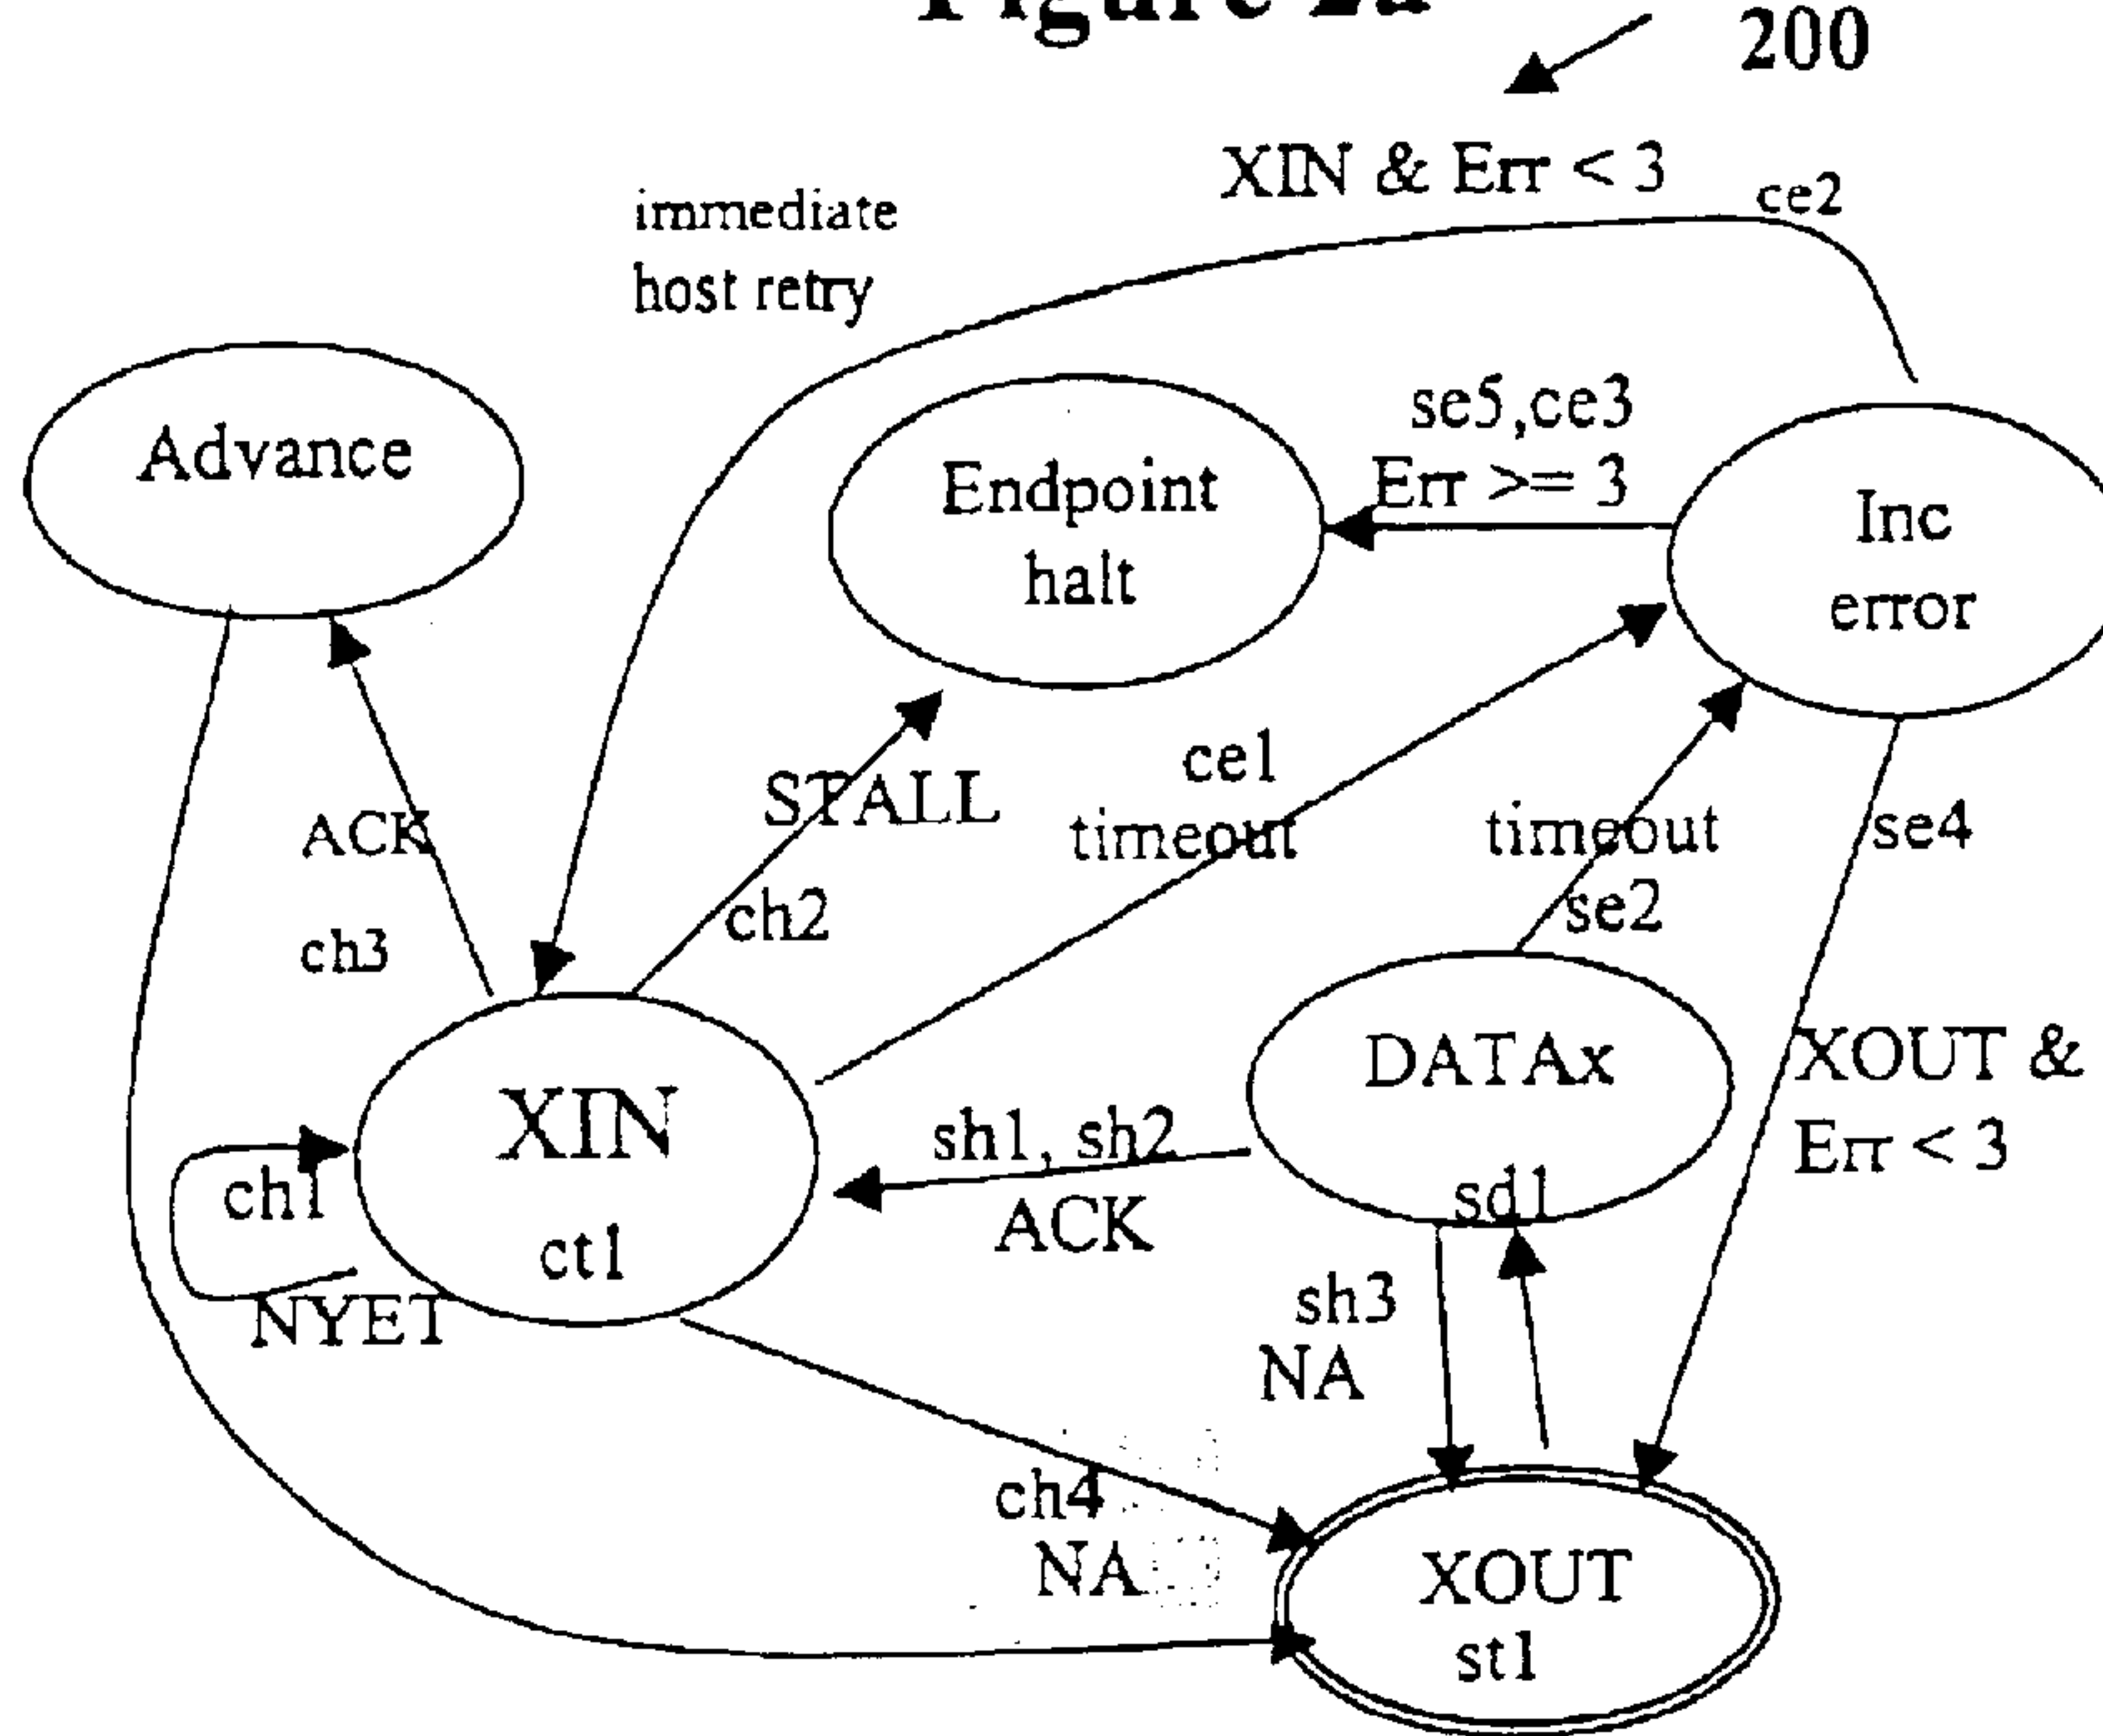 Figure 2a
200
XIN & Err < 3
ce2
immediate
host retry
Advance
Endpoint
halt
se5,ce3
Err >= 3
Inc
error
ACK
ch3
STALL
ch2
ce1
timeout
timeout
se2
se4
XOUT &
Err < 3
DATAx
sd1
XIN
ct1
ch1
NYET
sh1, sh2
ACK
sh3
NA
ch4
NA
XOUT
st1